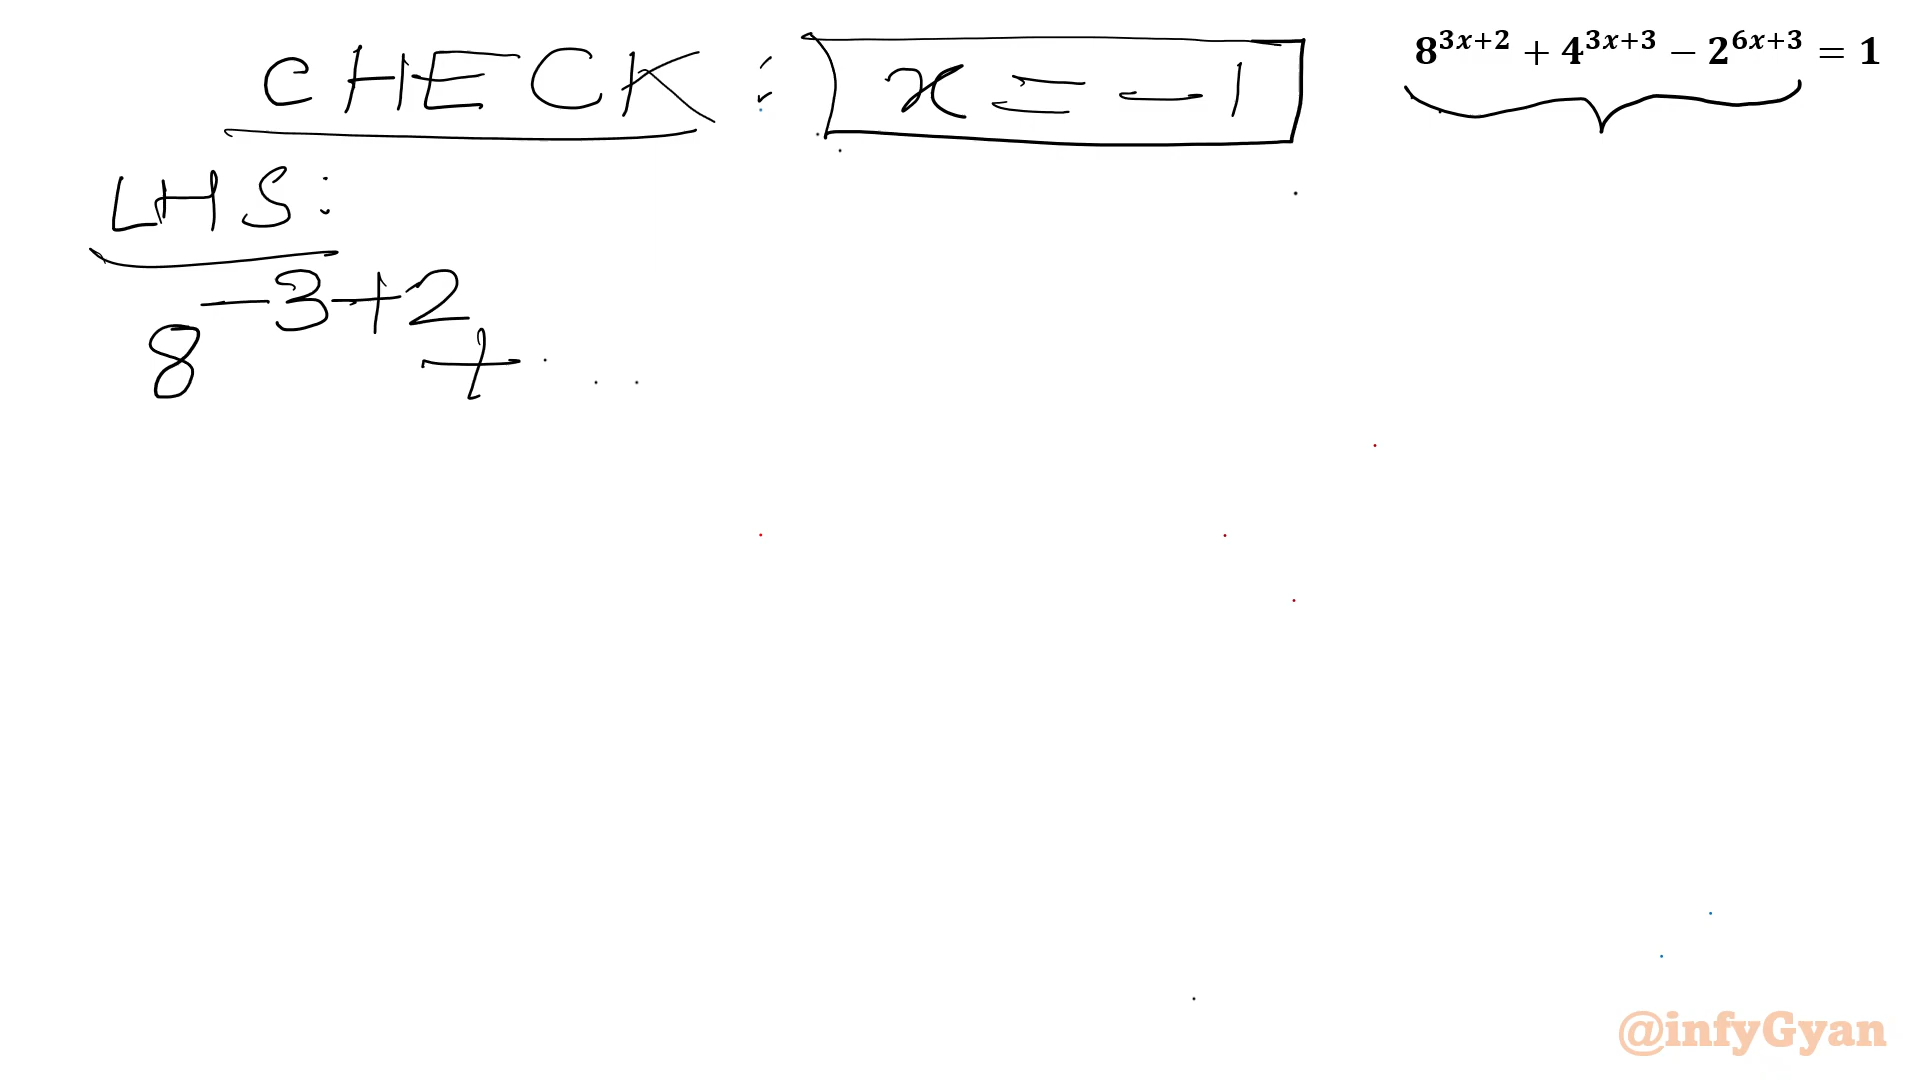 CHECK: x = -1
8^{3x+2} + 4^{3x+3} − 2^{6x+3} = 1
LHS:
8^{-3+2} +
@infyGyan